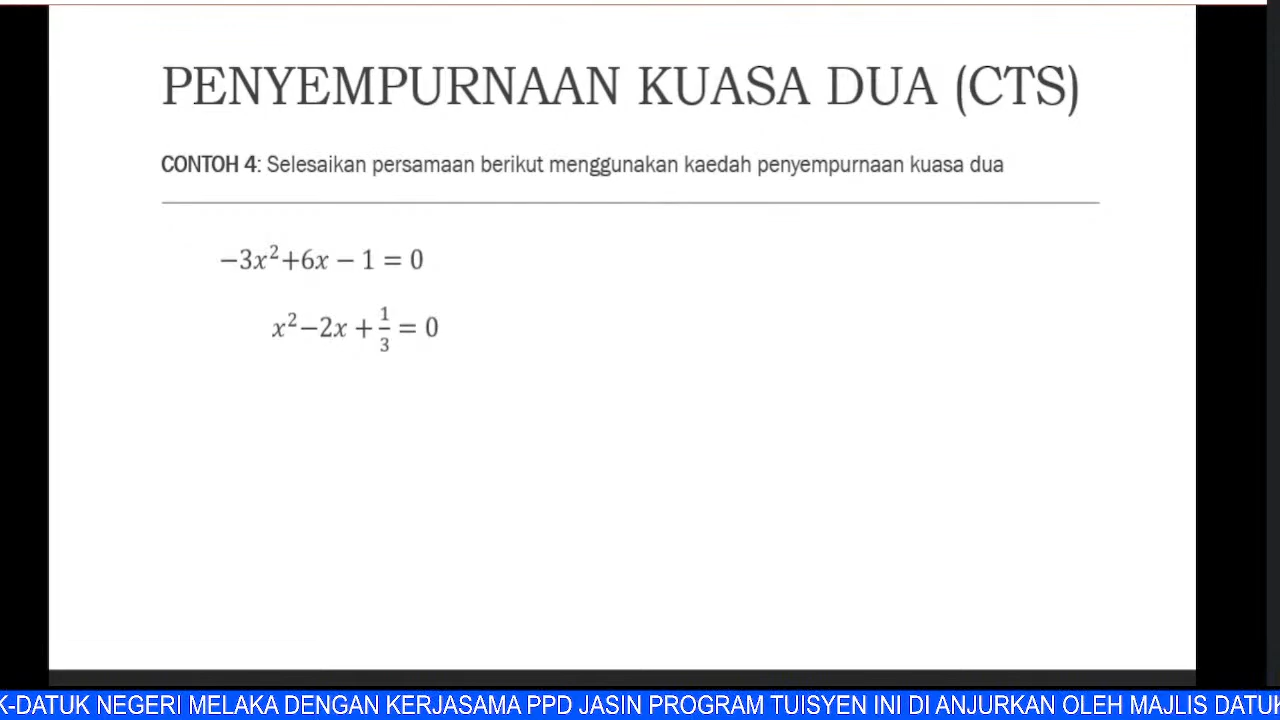 PENYEMPURNAAN KUASA DUA (CTS)
CONTOH 4: Selesaikan persamaan berikut menggunakan kaedah penyempurnaan kuasa dua
−3x²+6x − 1 = 0
x²−2x + 1/3 = 0
K-DATUK NEGERI MELAKA DENGAN KERJASAMA PPD JASIN PROGRAM TUISYEN INI DI ANJURKAN OLEH MAJLIS DATUK